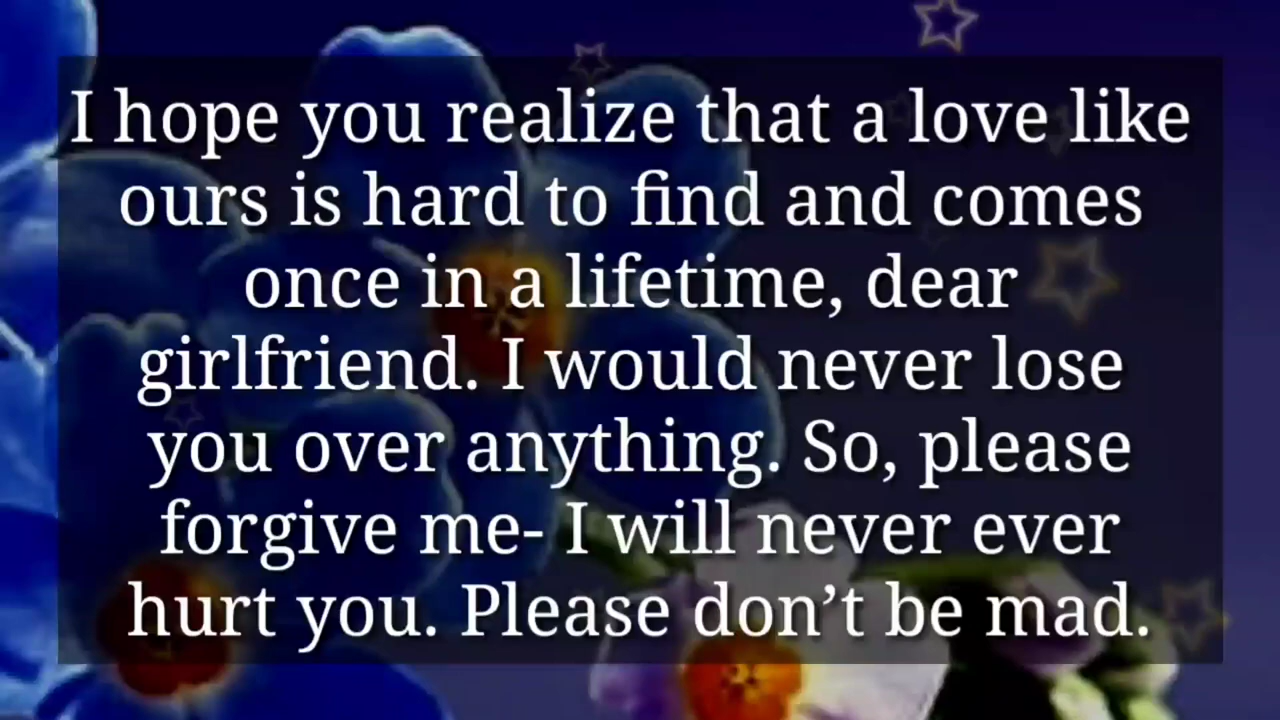 I hope you realize that a love like
ours is hard to find and comes
once in a lifetime, dear
girlfriend. I would never lose
you over anything. So, please
forgive me- I will never ever
hurt you. Please don’t be mad.